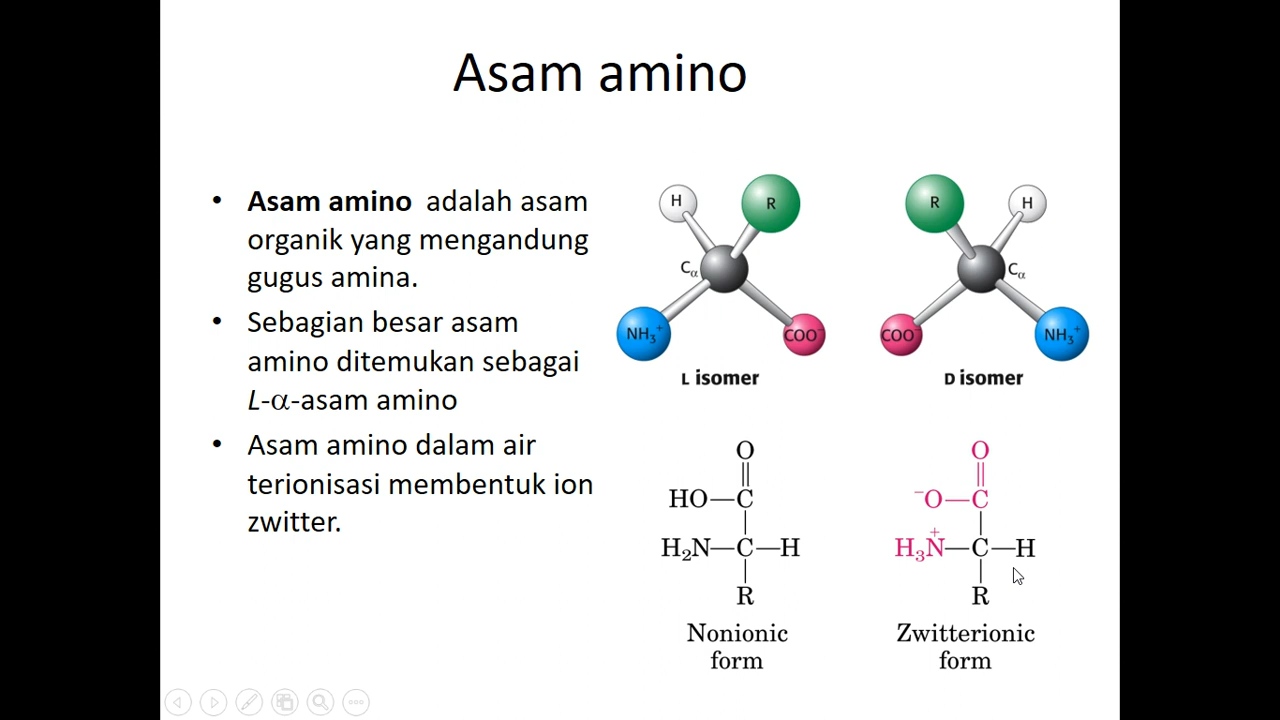 Asam amino
• Asam amino adalah asam
organik yang mengandung
gugus amina.
• Sebagian besar asam
amino ditemukan sebagai
L-α-asam amino
• Asam amino dalam air
terionisasi membentuk ion
zwitter.
H R
Cα
NH₃⁺ COO⁻
L isomer
R H
Cα
COO⁻ NH₃⁺
D isomer
O
HO—C
H₂N—C—H
R
Nonionic
form
O
⁻O—C
+
H₃N—C—H
R
Zwitterionic
form